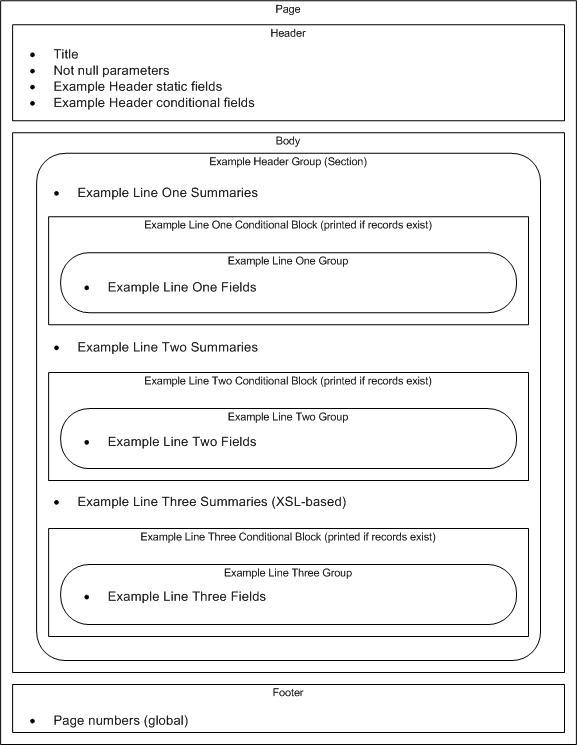 Page
Header
• Title
• Not null parameters
• Example Header static fields
• Example Header conditional fields
Body
Example Header Group (Section)
• Example Line One Summaries
Example Line One Conditional Block (printed if records exist)
Example Line One Group
• Example Line One Fields
• Example Line Two Summaries
Example Line Two Conditional Block (printed if records exist)
Example Line Two Group
• Example Line Two Fields
• Example Line Three Summaries (XSL-based)
Example Line Three Conditional Block (printed if records exist)
Example Line Three Group
• Example Line Three Fields
Footer
• Page numbers (global)